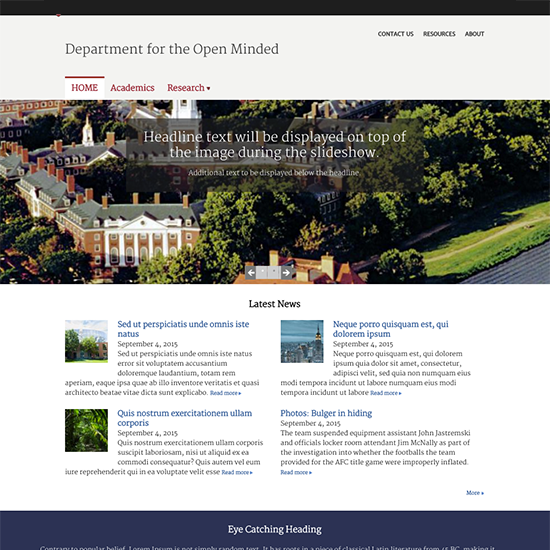 CONTACT US RESOURCES ABOUT
Department for the Open Minded
HOME Academics Research
Headline text will be displayed on top of
the image during the slideshow.
Additional text to be displayed below the headline.
Latest News
Sed ut perspiciatis unde omnis iste
natus
September 4, 2015
Sed ut perspiciatis unde omnis iste natus
error sit voluptatem accusantium
doloremque laudantium, totam rem
aperiam, eaque ipsa quae ab illo inventore veritatis et quasi
architecto beatae vitae dicta sunt explicabo. Read more »
Neque porro quisquam est, qui
dolorem ipsum
September 4, 2015
Neque porro quisquam est, qui dolorem
ipsum quia dolor sit amet, consectetur,
adipisci velit, sed quia non numquam eius
modi tempora incidunt ut labore numquam eius modi
tempora incidunt ut labore Read more »
Quis nostrum exercitationem ullam
corporis
September 4, 2015
Quis nostrum exercitationem ullam corporis
suscipit laboriosam, nisi ut aliquid ex ea
commodi consequatur? Quis autem vel eum
iure reprehenderit qui in ea voluptate velit esse Read more »
Photos: Bulger in hiding
September 4, 2015
The team suspended equipment assistant John Jastremski
and officials locker room attendant Jim McNally as part of
the investigation into whether the footballs the team
provided for the AFC title game were improperly inflated.
Read more »
More »
Eye Catching Heading
Contrary to popular belief, Lorem Ipsum is not simply random text. It has roots in a piece of classical Latin literature from 45 BC, making it